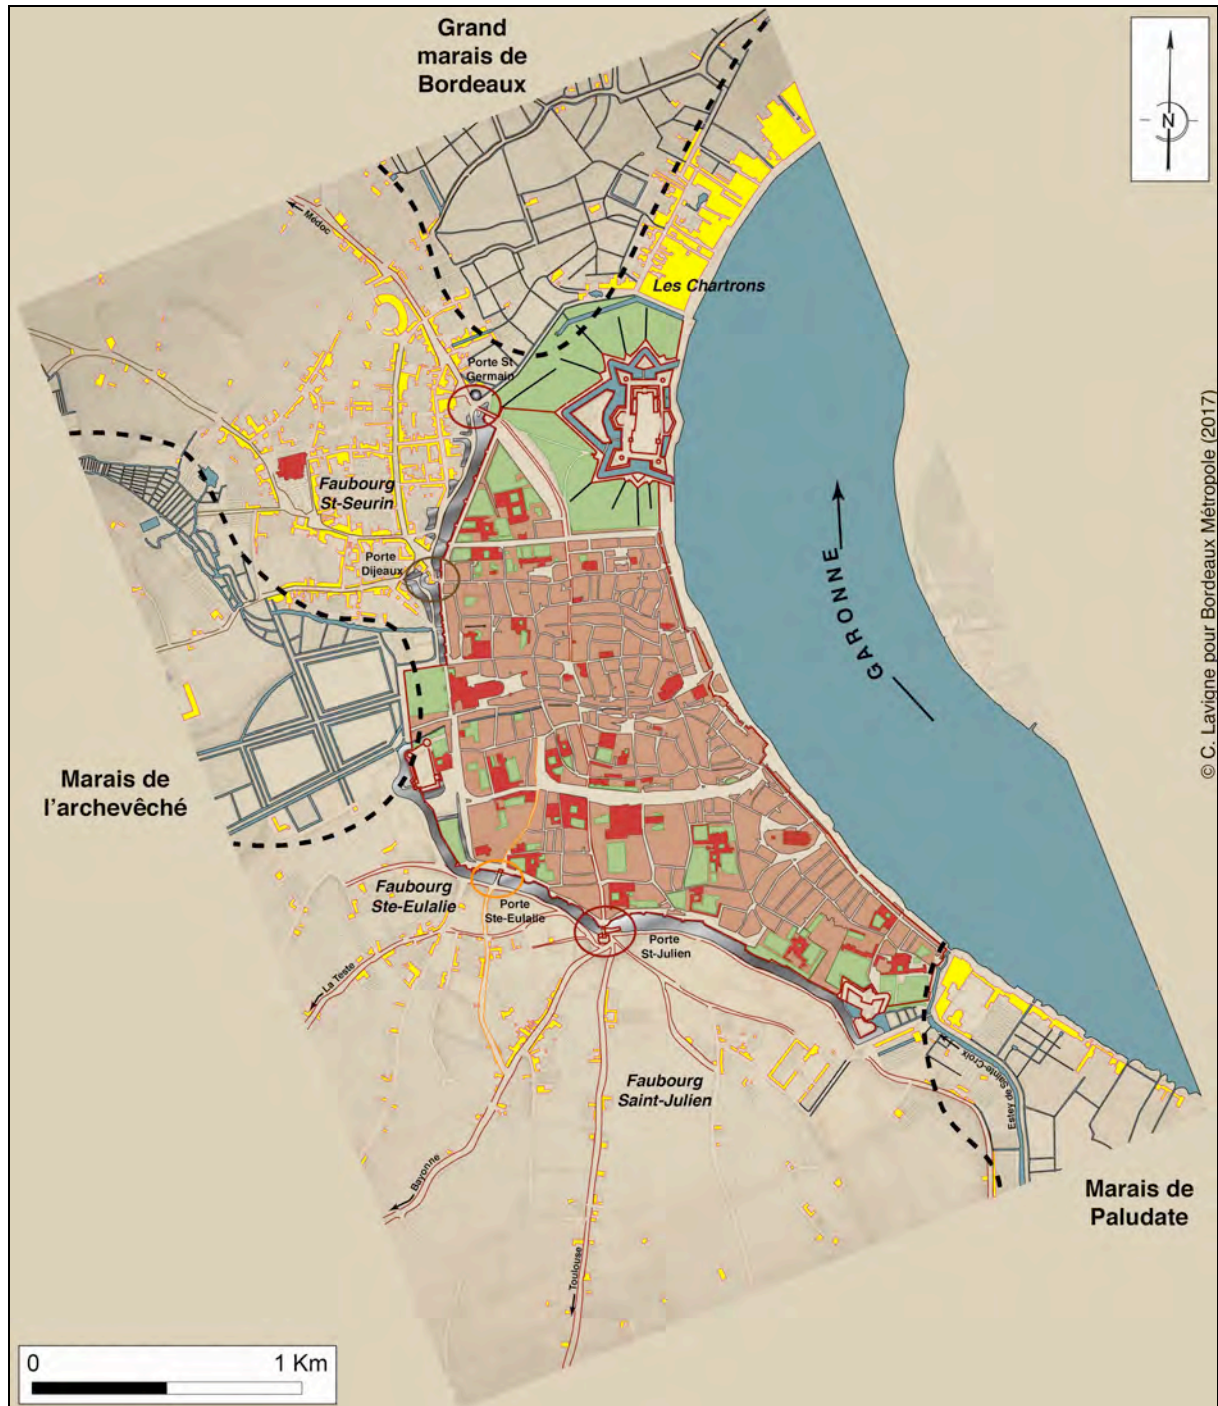 Grand
marais de
Bordeaux
N
Médoc
Les Chartrons
Porte St
Germain
Faubourg
St-Seurin
Porte
Dijeaux
GARONNE
© C. Lavigne pour Bordeaux Métropole (2017)
Marais de
l'archevêché
Faubourg
Ste-Eulalie
Porte
Ste-Eulalie
Porte
St-Julien
La Teste
Estey de Sainte-Croix
Faubourg
Saint-Julien
Bayonne
Toulouse
Marais de
Paludate
0
1 Km